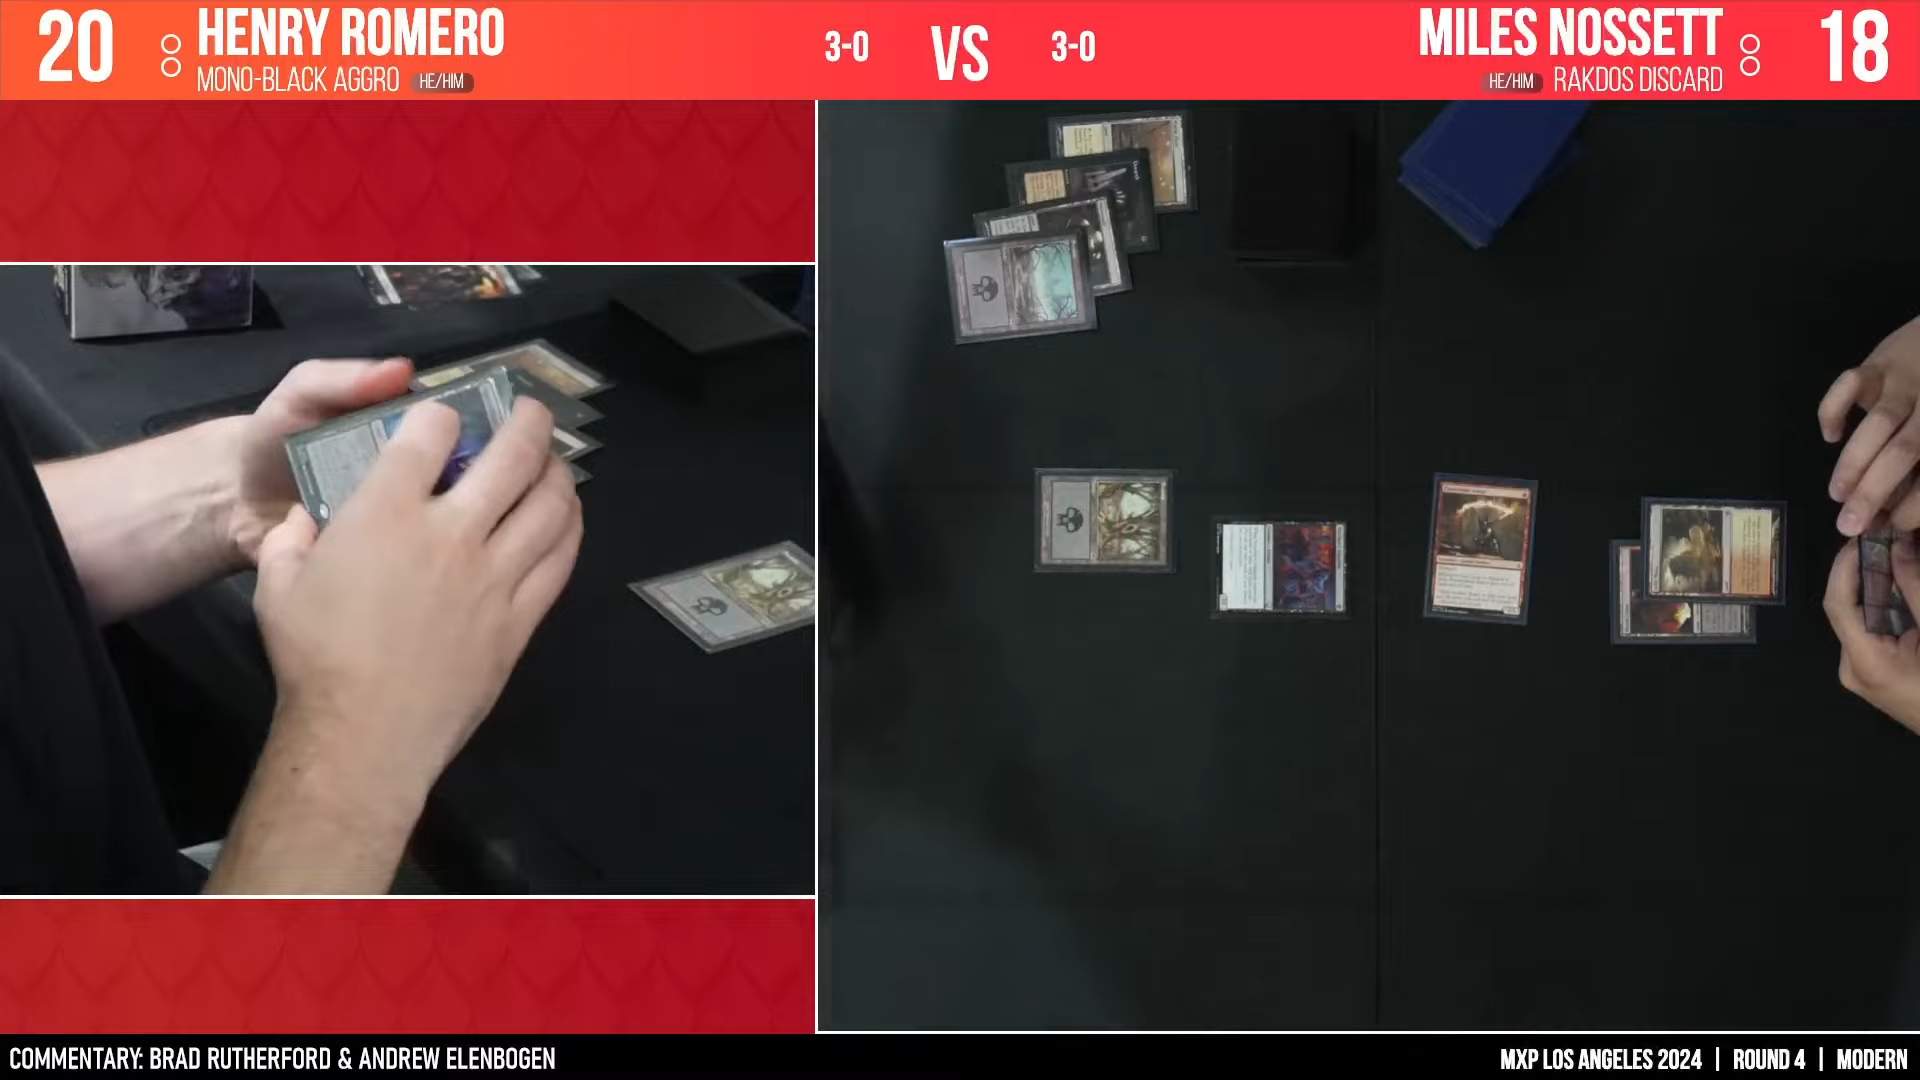 20
HENRY ROMERO
MONO-BLACK AGGRO HE/HIM
3-0 VS 3-0
MILES NOSSETT
HE/HIM RAKDOS DISCARD
18
COMMENTARY: BRAD RUTHERFORD & ANDREW ELENBOGEN
MXP LOS ANGELES 2024 | ROUND 4 | MODERN